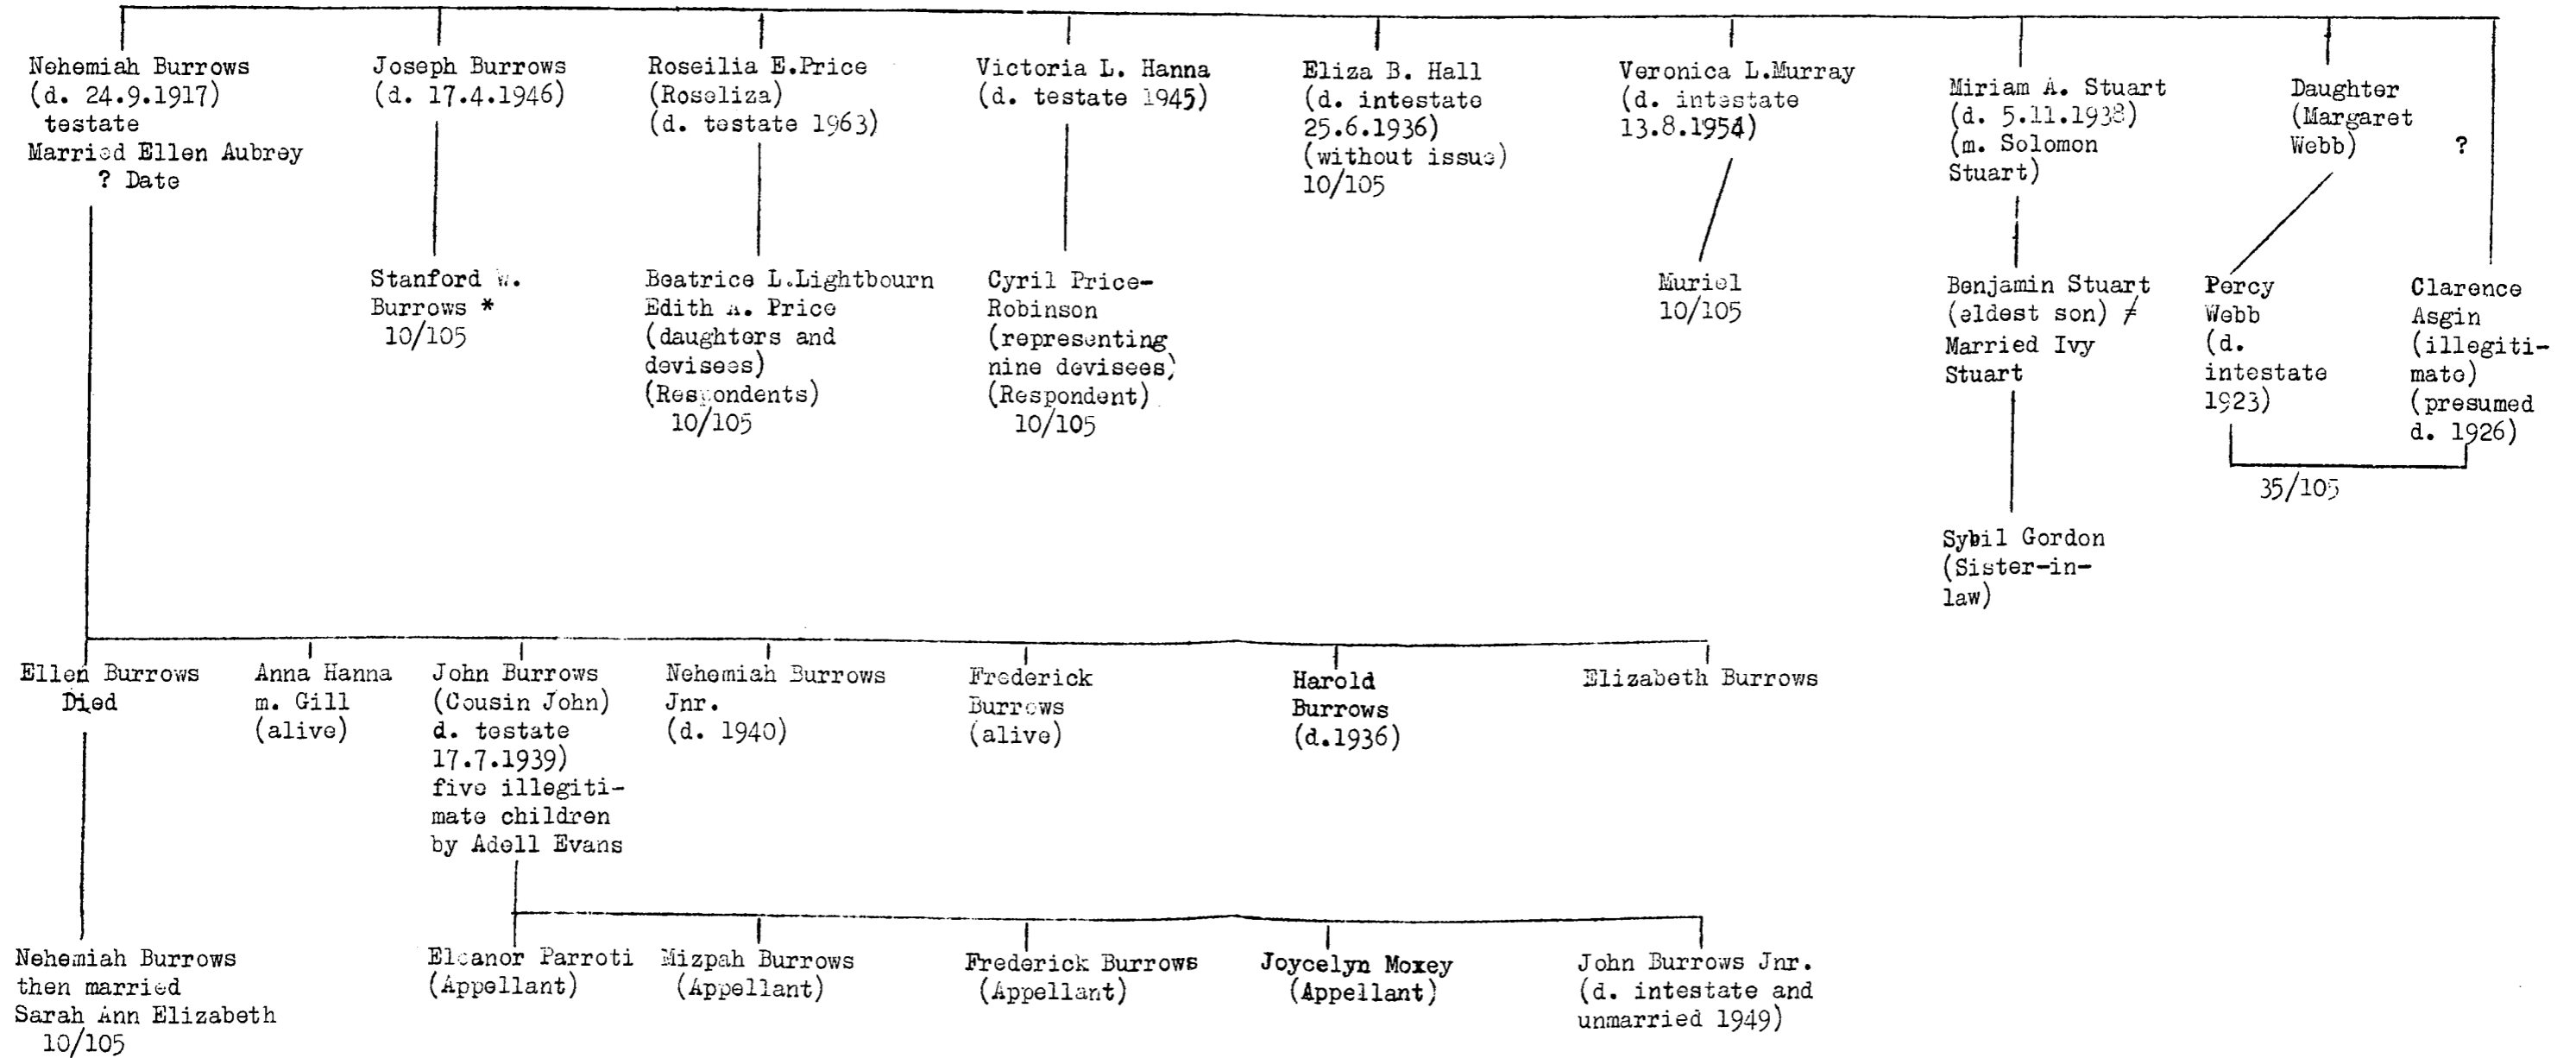 Nehemiah Burrows
(d. 24.9.1917)
testate
Married Ellen Aubrey
? Date
Joseph Burrows
(d. 17.4.1946)
Roseilia E.Price
(Roseliza)
(d. testate 1963)
Victoria L. Hanna
(d. testate 1945)
Eliza B. Hall
(d. intestate
25.6.1936)
(without issue)
10/105
Veronica L.Murray
(d. intestate
13.8.1954)
Miriam A. Stuart
(d. 5.11.1938)
(m. Solomon
Stuart)
Daughter
(Margaret
Webb)
?
Stanford W.
Burrows *
10/105
Beatrice L.Lightbourn
Edith A. Price
(daughters and
devisees)
(Respondents)
10/105
Cyril Price-
Robinson
(representing
nine devisees)
(Respondent)
10/105
Muriel
10/105
Benjamin Stuart
(eldest son) ≠
Married Ivy
Stuart
Percy
Webb
(d.
intestate
1923)
Clarence
Asgin
(illegiti-
mate)
(presumed
d. 1926)
35/105
Sybil Gordon
(Sister-in-
law)
Ellen Burrows
Died
Anna Hanna
m. Gill
(alive)
John Burrows
(Cousin John)
d. testate
17.7.1939)
five illegiti-
mate children
by Adell Evans
Nehemiah Burrows
Jnr.
(d. 1940)
Frederick
Burrows
(alive)
Harold
Burrows
(d.1936)
Elizabeth Burrows
Nehemiah Burrows
then married
Sarah Ann Elizabeth
10/105
Eleanor Parroti
(Appellant)
Mizpah Burrows
(Appellant)
Frederick Burrows
(Appellant)
Joycelyn Moxey
(Appellant)
John Burrows Jnr.
(d. intestate and
unmarried 1949)